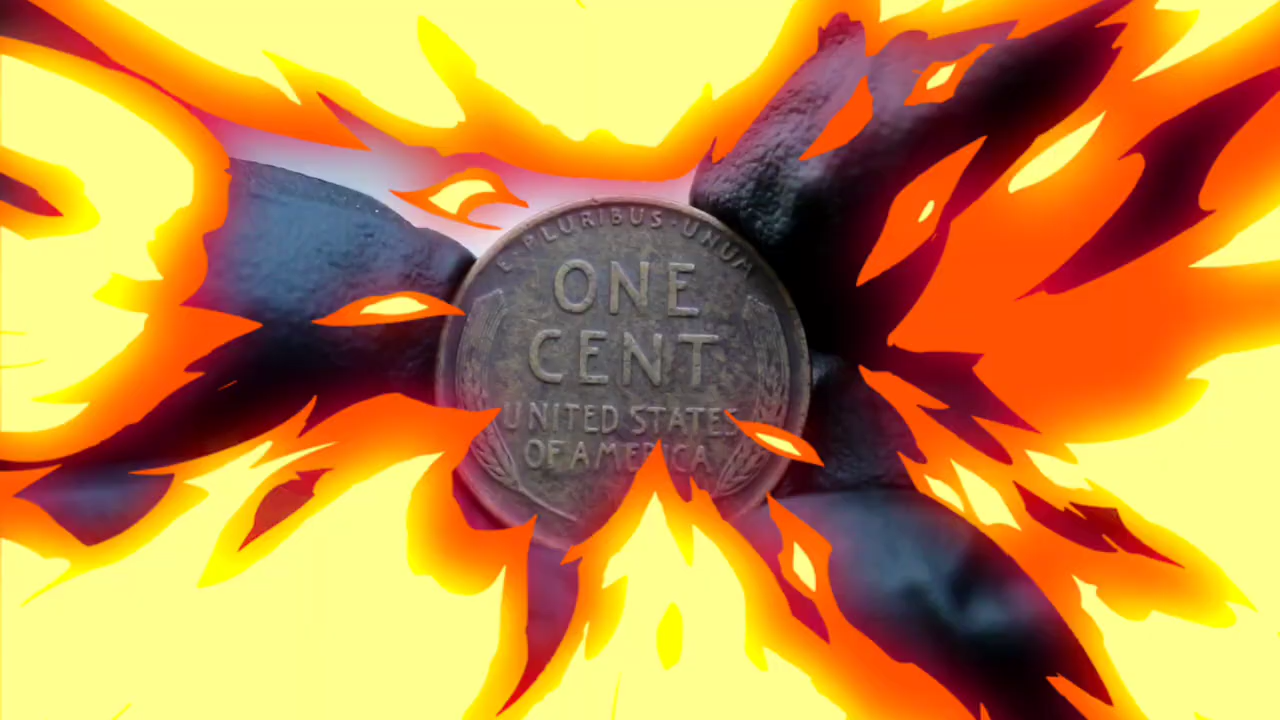 E·PLURIBUS·UNUM
ONE
CENT
UNITED STATES
OF AMERICA